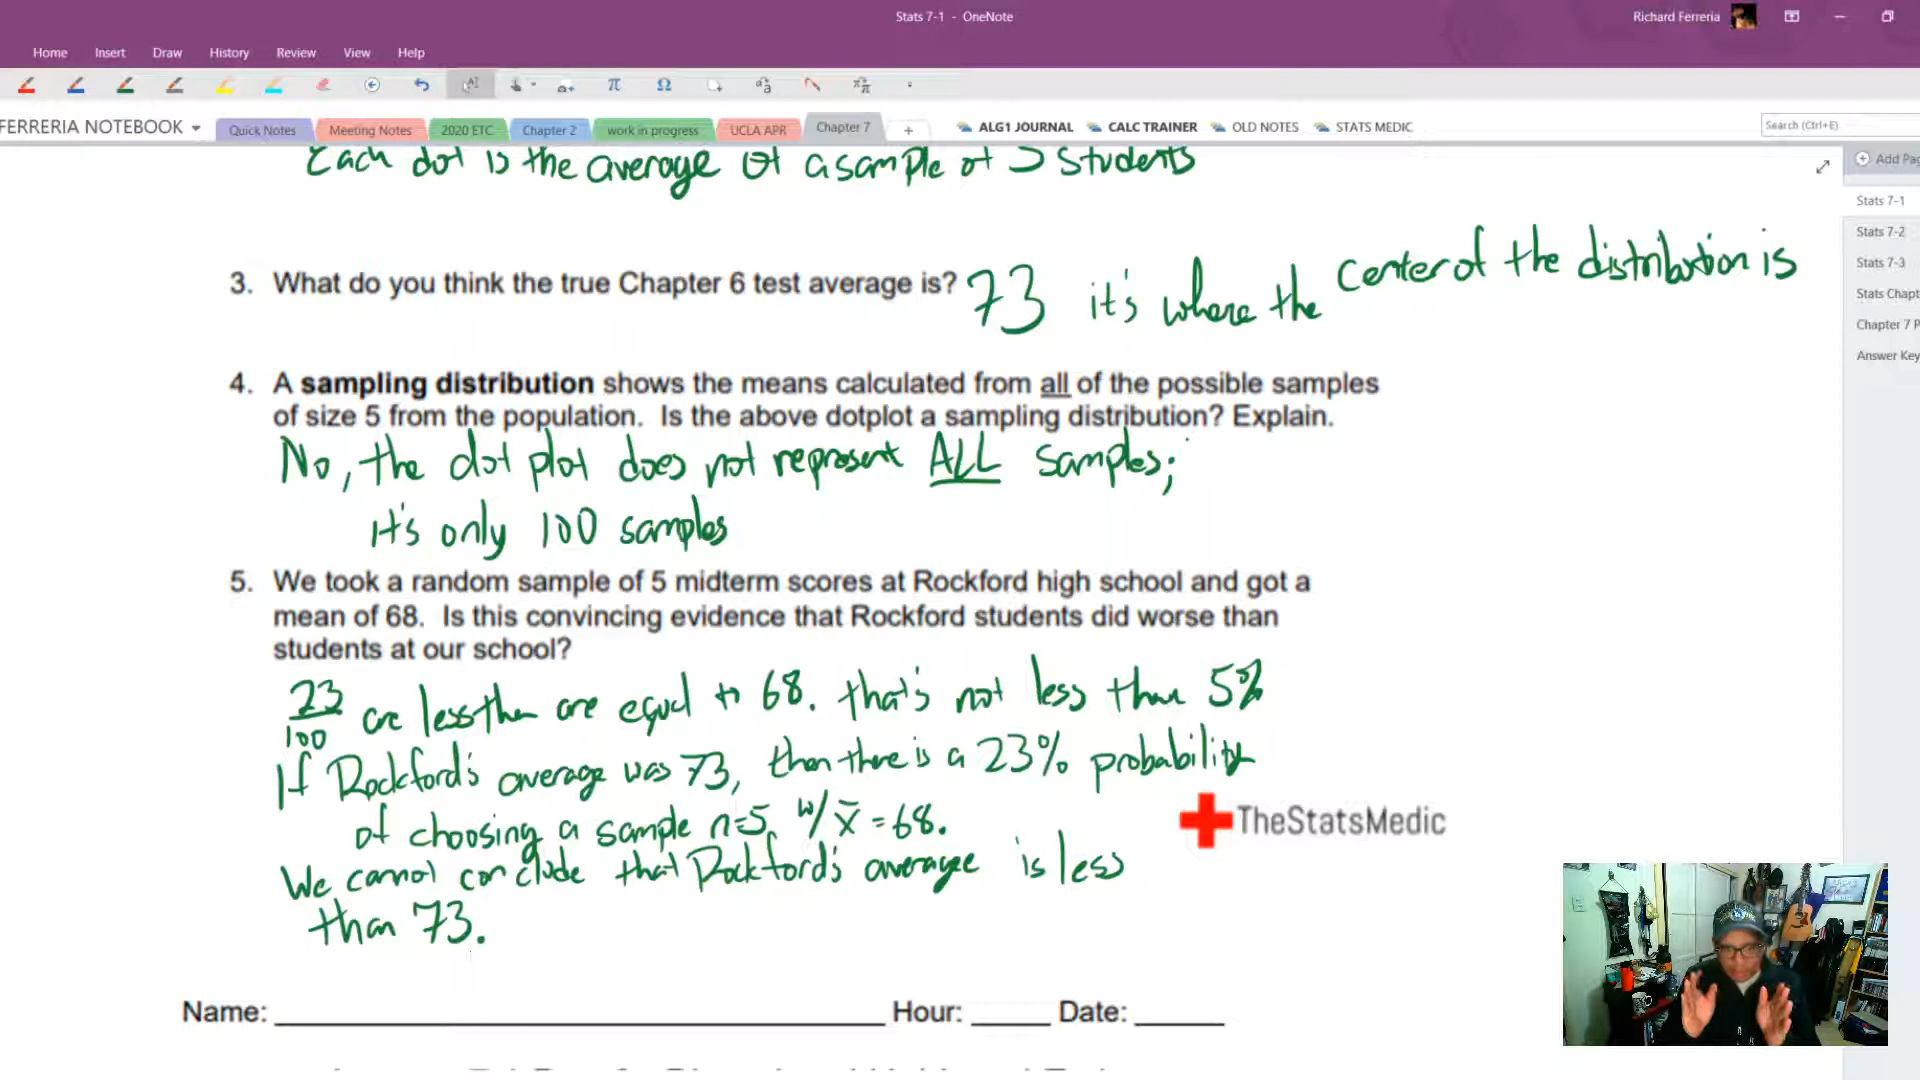 Stats 7-1 - OneNote
Richard Ferreria
Home Insert Draw History Review View Help
FERRERIA NOTEBOOK
Quick Notes Meeting Notes 2020 ETC Chapter 2 work in progress UCLA APR Chapter 7 + ALG1 JOURNAL CALC TRAINER OLD NOTES STATS MEDIC
Search (Ctrl+E)
Add Pag
Stats 7-1
Stats 7-2
Stats 7-3
Stats Chapt
Chapter 7 P
Answer Key
Each dot is the average of a sample of 5 students
3. What do you think the true Chapter 6 test average is? 73 it's where the center of the distribution is
4. A sampling distribution shows the means calculated from all of the possible samples
of size 5 from the population. Is the above dotplot a sampling distribution? Explain.
No, the dot plot does not represent ALL samples;
it's only 100 samples
5. We took a random sample of 5 midterm scores at Rockford high school and got a
mean of 68. Is this convincing evidence that Rockford students did worse than
students at our school?
23/100 are less then are equal to 68. that's not less than 5%
If Rockford's average was 73, then there is a 23% probability
of choosing a sample n=5 w/ x̄ = 68.
We cannot conclude that Rockford's average is less
than 73.
TheStatsMedic
Name: Hour: Date: